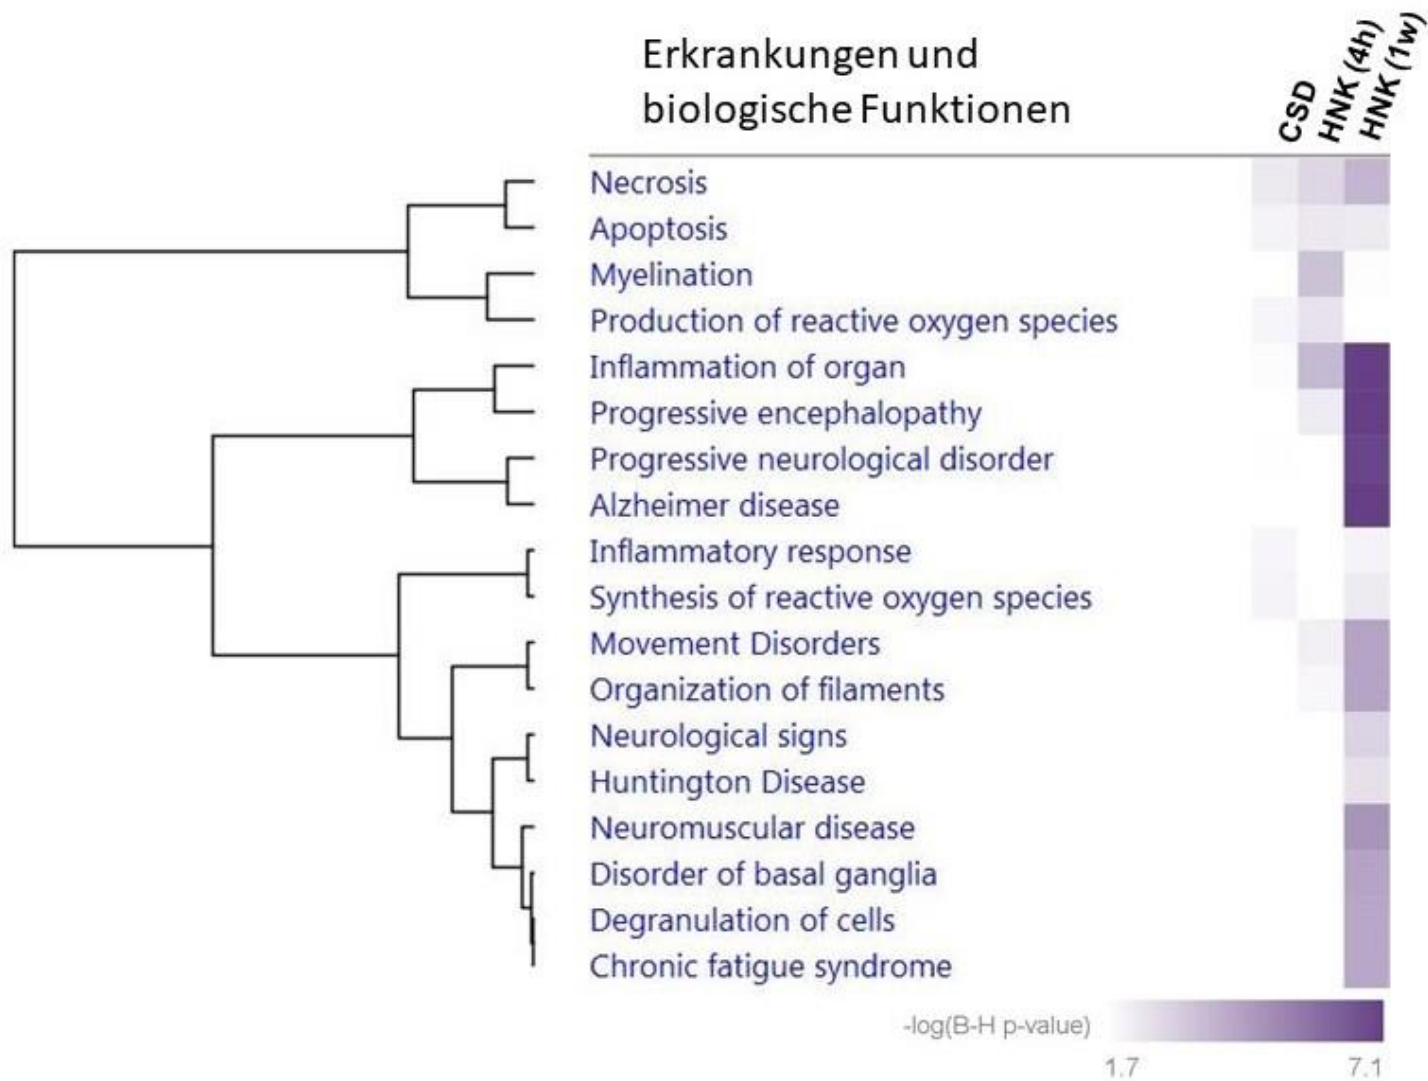 Erkrankungen und
biologische Funktionen
CSD
HNK (4h)
HNK (1w)
Necrosis
Apoptosis
Myelination
Production of reactive oxygen species
Inflammation of organ
Progressive encephalopathy
Progressive neurological disorder
Alzheimer disease
Inflammatory response
Synthesis of reactive oxygen species
Movement Disorders
Organization of filaments
Neurological signs
Huntington Disease
Neuromuscular disease
Disorder of basal ganglia
Degranulation of cells
Chronic fatigue syndrome
-log(B-H p-value)
1.7 7.1